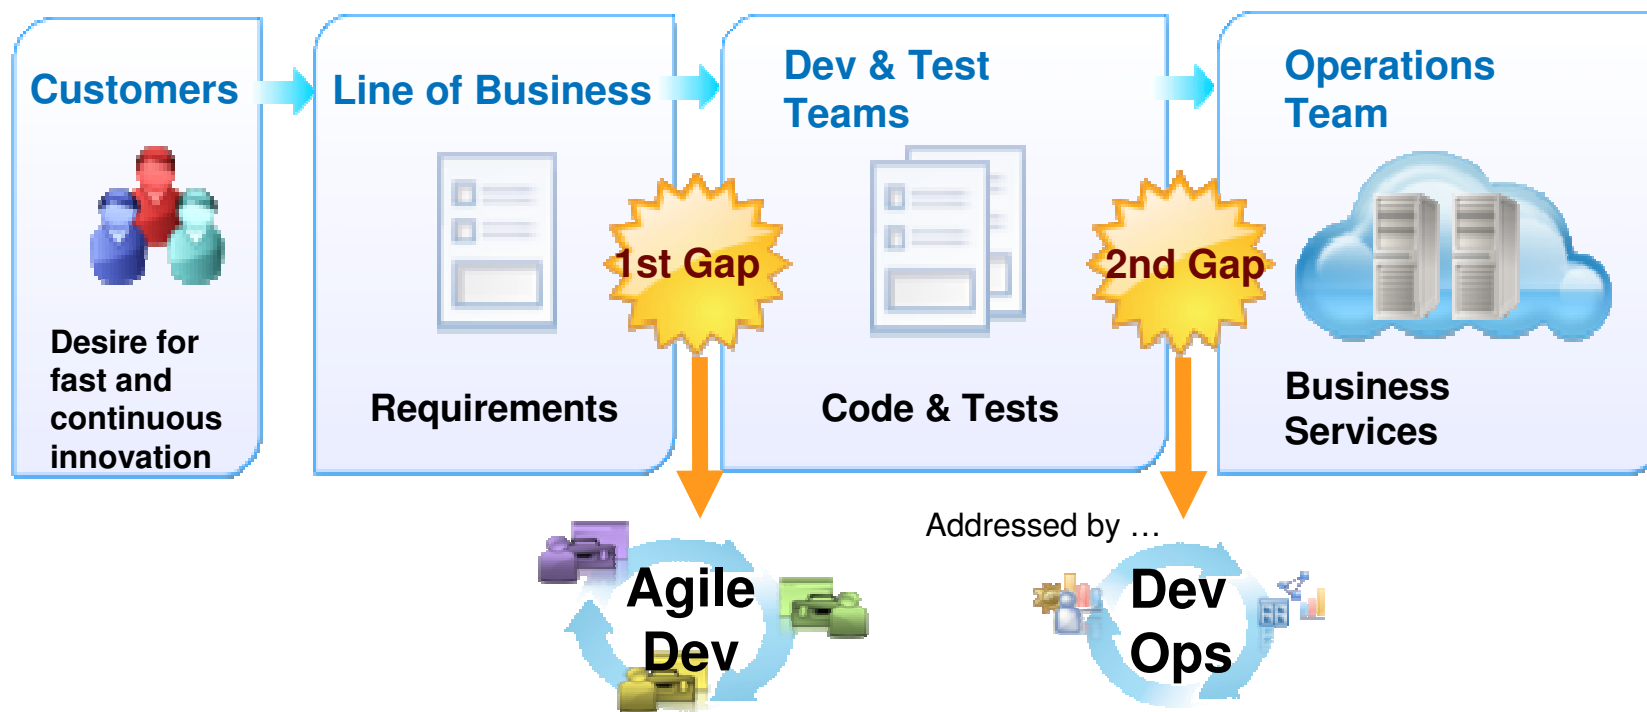 Customers
Desire for
fast and
continuous
innovation
Line of Business
Requirements
1st Gap
Dev & Test
Teams
Code & Tests
2nd Gap
Operations
Team
Business
Services
Agile
Dev
Addressed by …
Dev
Ops